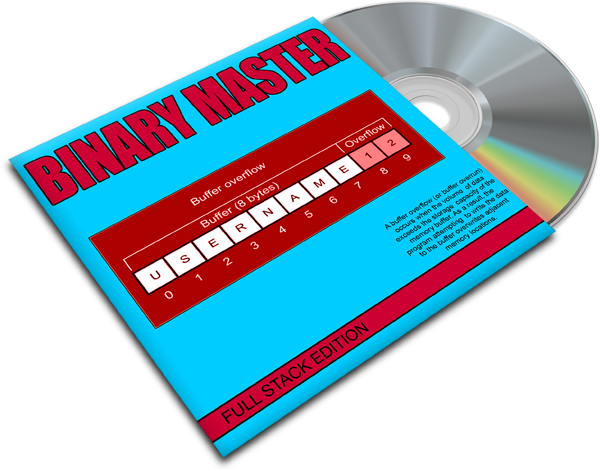 BINARY MASTER
Buffer overflow
Buffer (8 bytes) Overflow
U S E R N A M E 1 2
0 1 2 3 4 5 6 7 8 9
A buffer overflow (or buffer overrun)
occurs when the volume of data
exceeds the storage capacity of the
memory buffer. As a result, the
program attempting to write the data
to the buffer overwrites adjacent
memory locations.
FULL STACK EDITION